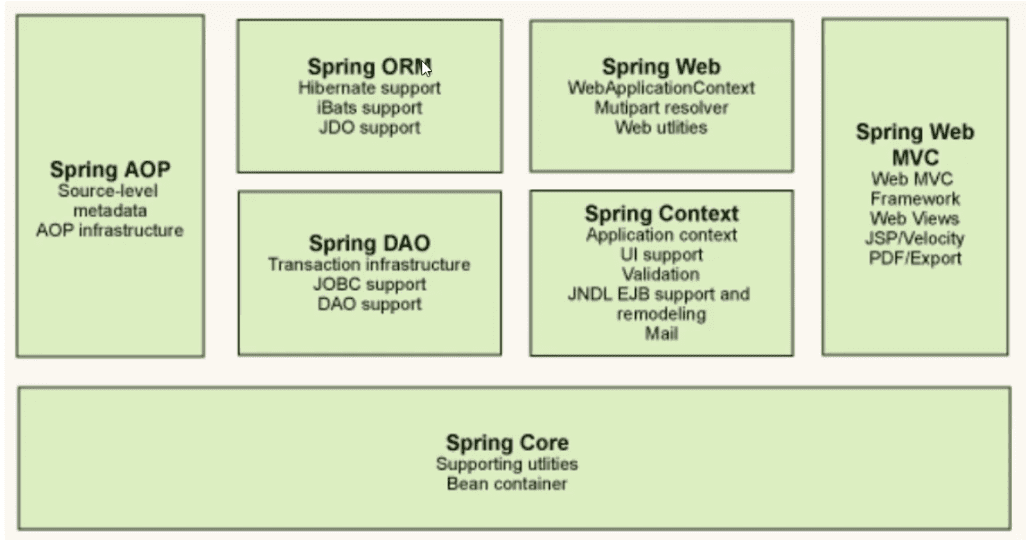 Spring AOP
Source-level
metadata
AOP infrastructure
Spring ORM
Hibernate support
iBats support
JDO support
Spring DAO
Transaction infrastructure
JOBC support
DAO support
Spring Web
WebApplicationContext
Mutipart resolver
Web utlities
Spring Context
Application context
UI support
Validation
JNDL EJB support and
remodeling
Mail
Spring Web
MVC
Web MVC
Framework
Web Views
JSP/Velocity
PDF/Export
Spring Core
Supporting utlities
Bean container